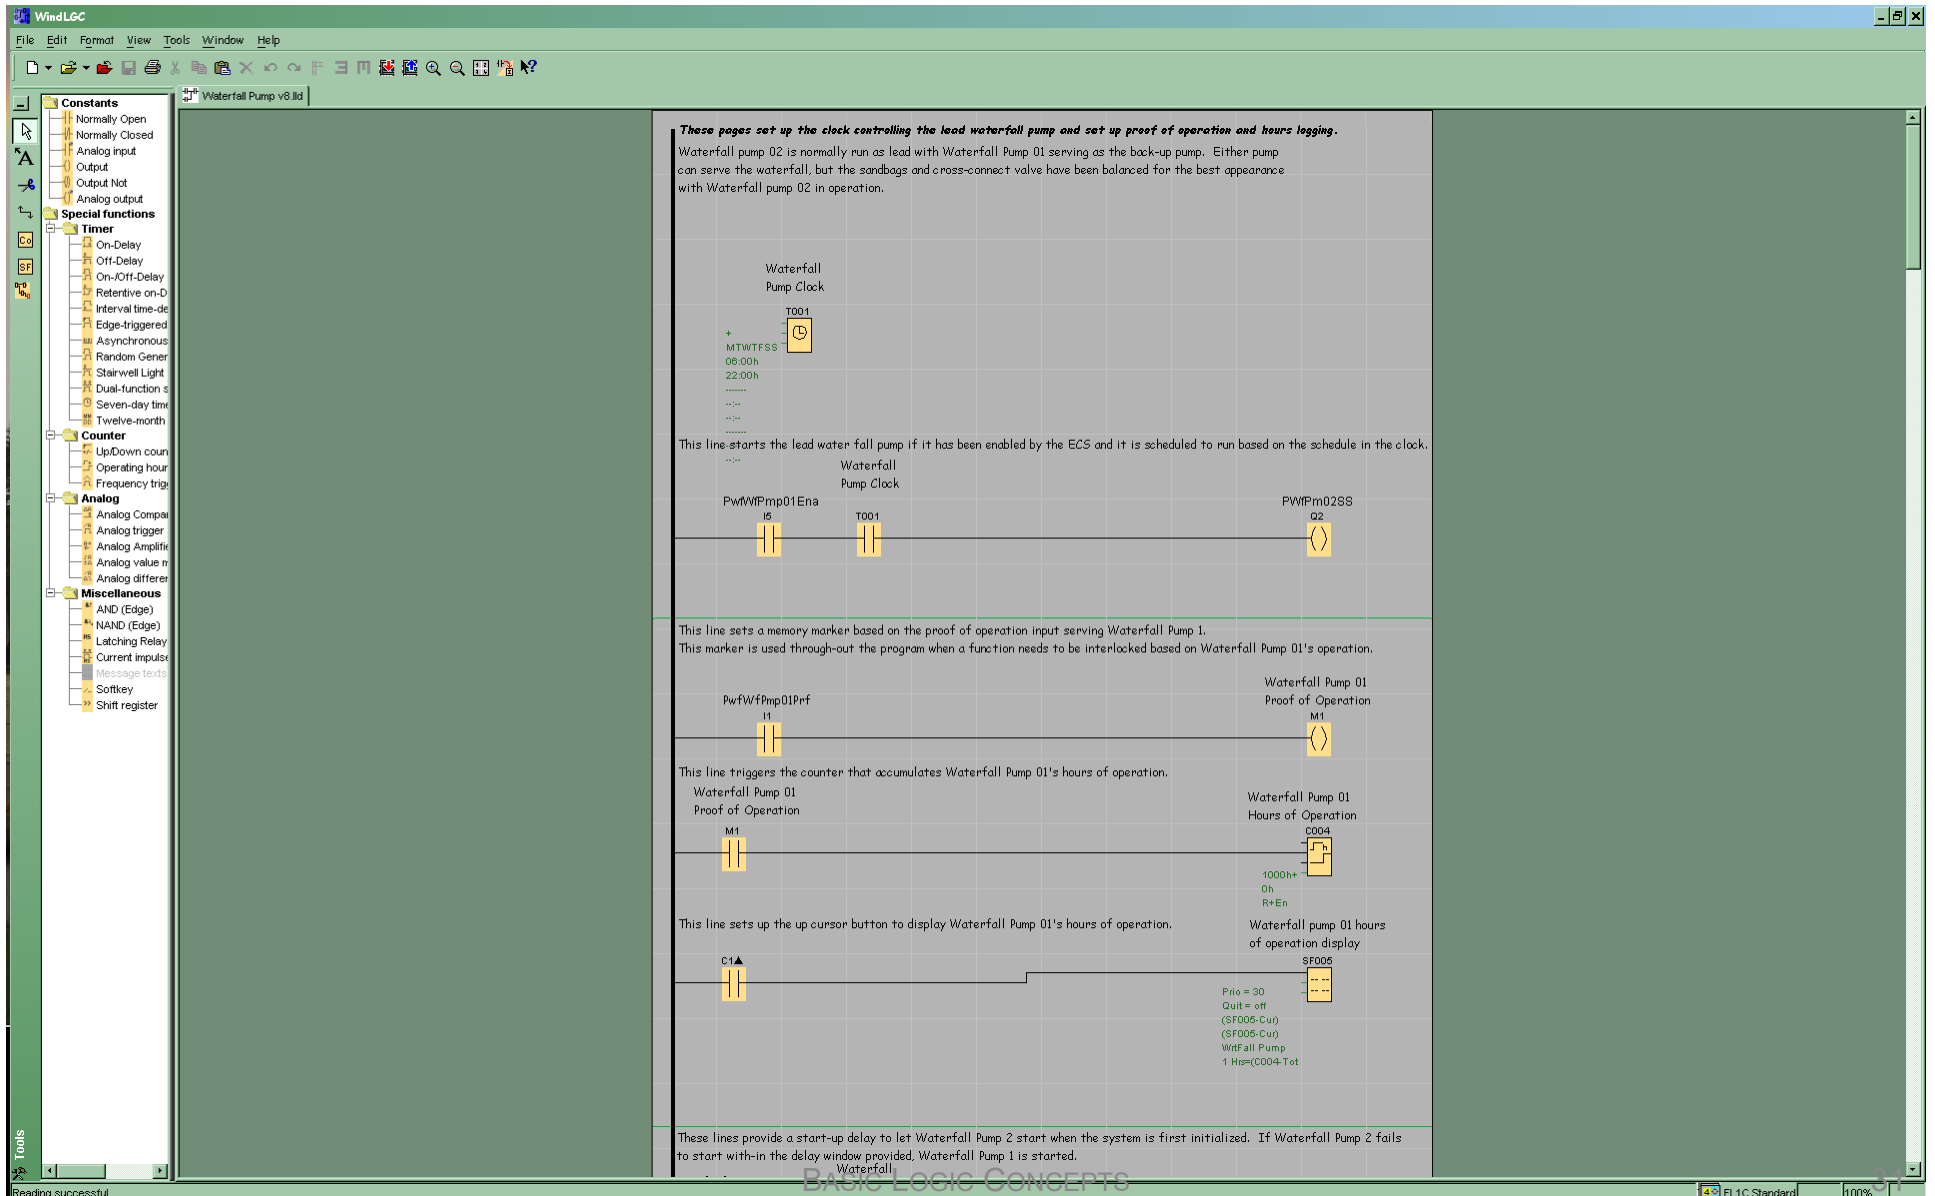 WindLGC
File Edit Format View Tools Window Help
Waterfall Pump v8.lld
Constants
Normally Open
Normally Closed
Analog input
Output
Output Not
Analog output
Special functions
Timer
On-Delay
Off-Delay
On-/Off-Delay
Retentive on-D
Interval time-de
Edge-triggered
Asynchronous
Random Gener
Stairwell Light
Dual-function s
Seven-day time
Twelve-month
Counter
Up/Down coun
Operating hour
Frequency trig
Analog
Analog Compar
Analog trigger
Analog Amplifie
Analog value m
Analog differer
Miscellaneous
AND (Edge)
NAND (Edge)
Latching Relay
Current impulse
Message texts
Softkey
Shift register
Tools
These pages set up the clock controlling the lead waterfall pump and set up proof of operation and hours logging.
Waterfall pump 02 is normally run as lead with Waterfall Pump 01 serving as the back-up pump. Either pump
can serve the waterfall, but the sandbags and cross-connect valve have been balanced for the best appearance
with Waterfall pump 02 in operation.
Waterfall
Pump Clock
T001
+
MTWTFSS
06:00h
22:00h
-------
--:--
--:--
-------
This line starts the lead water fall pump if it has been enabled by the ECS and it is scheduled to run based on the schedule in the clock.
--:--
Waterfall
Pump Clock
PwfWfPmp01Ena
PWfPm02SS
I5
T001
Q2
This line sets a memory marker based on the proof of operation input serving Waterfall Pump 1.
This marker is used through-out the program when a function needs to be interlocked based on Waterfall Pump 01's operation.
Waterfall Pump 01
PwfWfPmp01Prf
Proof of Operation
I1
M1
This line triggers the counter that accumulates Waterfall Pump 01's hours of operation.
Waterfall Pump 01
Proof of Operation
Waterfall Pump 01
Hours of Operation
M1
C004
1000h+
0h
R+En
This line sets up the up cursor button to display Waterfall Pump 01's hours of operation.
Waterfall pump 01 hours
of operation display
C1▲
SF005
Prio = 30
Quit = off
(SF005-Cur)
(SF005-Cur)
WrtFall Pump
1 Hrs=(C004-Tot
These lines provide a start-up delay to let Waterfall Pump 2 start when the system is first initialized. If Waterfall Pump 2 fails
to start with-in the delay window provided, Waterfall Pump 1 is started.
Waterfall
BASIC LOGIC CONCEPTS
31
Reading successful
FL1C Standard
100%